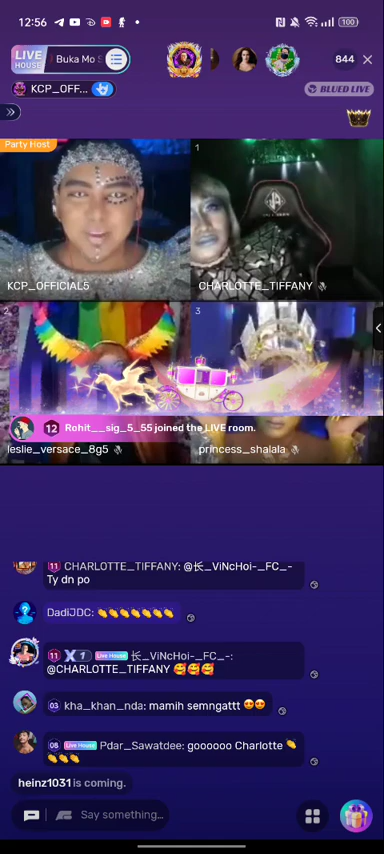 12:56
100
LIVE HOUSE
Buka Mo S
844
KCP_OFF...
BLUED LIVE
Party Host
1
KCP_OFFICIAL5
CHARLOTTE_TIFFANY
2
3
12 Rohit__sig_5_55 joined the LIVE room.
leslie_versace_8g5
princess_shalala
11 CHARLOTTE_TIFFANY: @长_ViNcHoi-_FC_-
Ty dn po
DadiJDC: 👏👏👏👏👏👏👏
11 X 1 Live House 长_ViNcHoi-_FC_-:
@CHARLOTTE_TIFFANY 🥰🥰🥰
03 kha_khan_nda: mamih semngattt 😍😍
08 Live House Pdar_Sawatdee: goooooo Charlotte 👏
👏👏👏
heinz1031 is coming.
Say something...